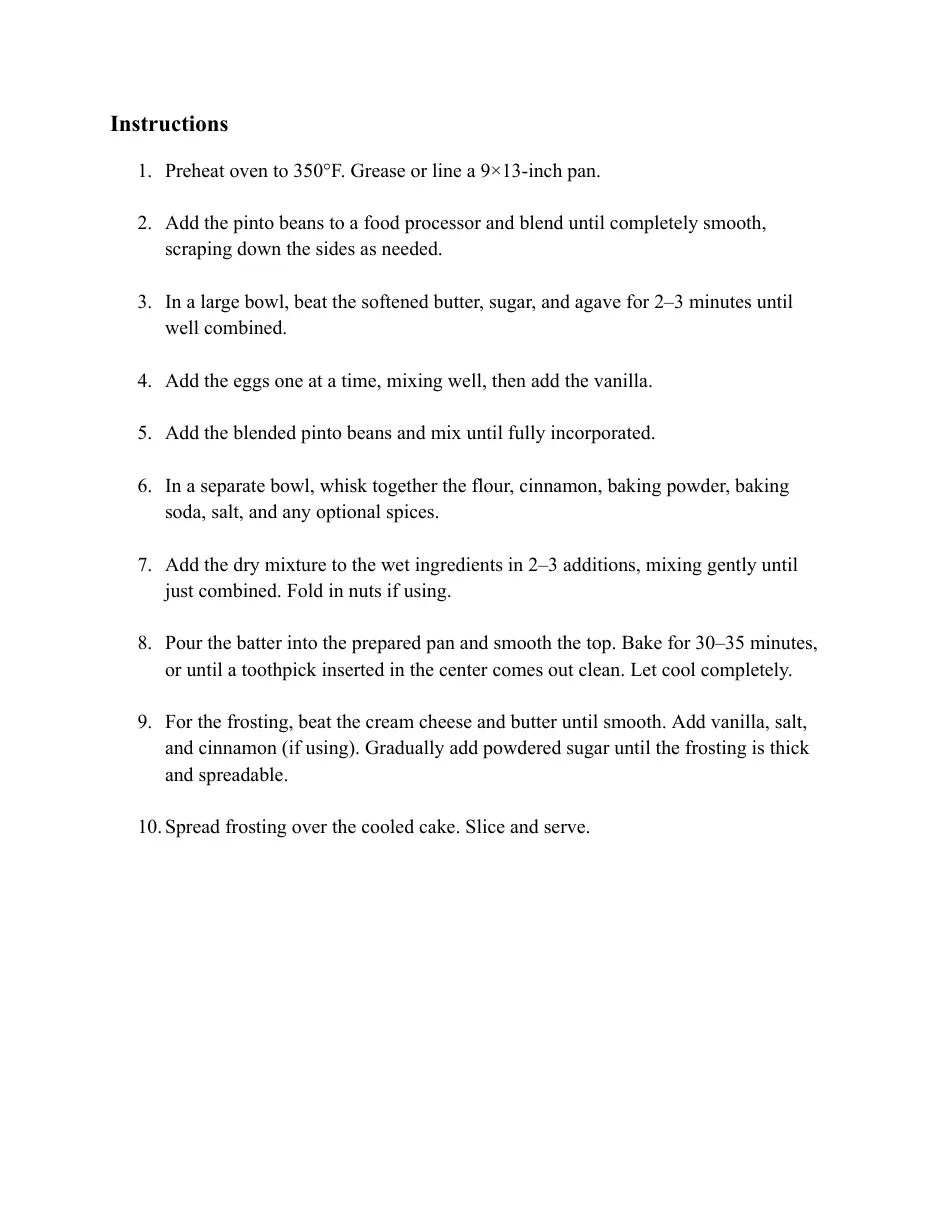 Instructions
1. Preheat oven to 350°F. Grease or line a 9×13-inch pan.
2. Add the pinto beans to a food processor and blend until completely smooth,
scraping down the sides as needed.
3. In a large bowl, beat the softened butter, sugar, and agave for 2–3 minutes until
well combined.
4. Add the eggs one at a time, mixing well, then add the vanilla.
5. Add the blended pinto beans and mix until fully incorporated.
6. In a separate bowl, whisk together the flour, cinnamon, baking powder, baking
soda, salt, and any optional spices.
7. Add the dry mixture to the wet ingredients in 2–3 additions, mixing gently until
just combined. Fold in nuts if using.
8. Pour the batter into the prepared pan and smooth the top. Bake for 30–35 minutes,
or until a toothpick inserted in the center comes out clean. Let cool completely.
9. For the frosting, beat the cream cheese and butter until smooth. Add vanilla, salt,
and cinnamon (if using). Gradually add powdered sugar until the frosting is thick
and spreadable.
10. Spread frosting over the cooled cake. Slice and serve.